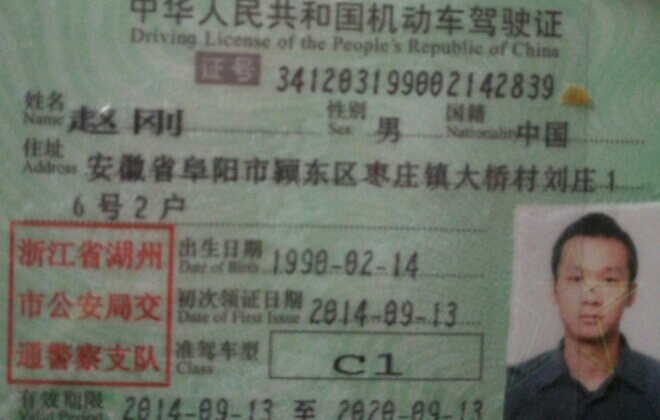 中华人民共和国机动车驾驶证
Driving License of the People's Republic of China
证号 341203199002142839
姓名 Name 赵刚 性别 Sex 男 国籍 Nationality 中国
住址 Address 安徽省阜阳市颍东区枣庄镇大桥村刘庄1
6号2户
浙江省湖州
市公安局交
通警察支队
出生日期 Date of Birth 1990-02-14
初次领证日期 Date of First Issue 2014-09-13
准驾车型 Class C1
有效期限 Valid Period 2014-09-13 至 2020-09-13